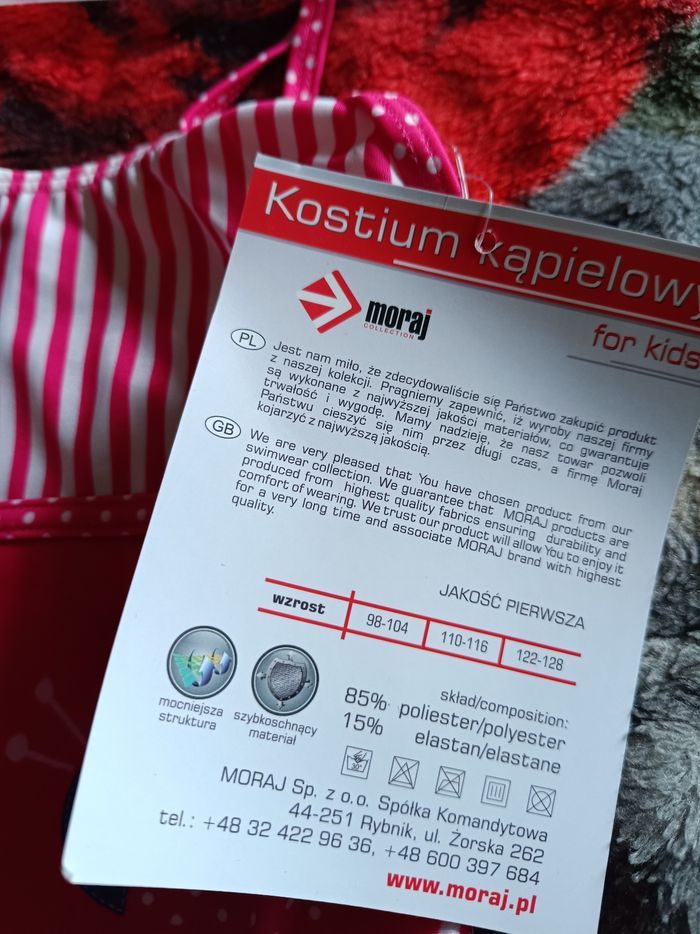 Kostium kąpielowy
for kids
moraj
COLLECTION
PL
Jest nam miło, że zdecydowaliście się Państwo zakupić produkt
z naszej kolekcji. Pragniemy zapewnić, iż wyroby naszej firmy
są wykonane z najwyższej jakości materiałów, co gwarantuje
trwałość i wygodę. Mamy nadzieję, że nasz towar pozwoli
Państwu cieszyć się nim przez długi czas, a firmę Moraj
kojarzyć z najwyższą jakością.
GB
We are very pleased that You have chosen product from our
swimwear collection. We guarantee that MORAJ products are
produced from highest quality fabrics ensuring durability and
comfort of wearing. We trust our product will allow You to enjoy it
for a very long time and associate MORAJ brand with highest
quality.
JAKOŚĆ PIERWSZA
wzrost 98-104 110-116 122-128
mocniejsza
struktura
szybkoschnący
materiał
skład/composition:
85% poliester/polyester
15% elastan/elastane
30°
MORAJ Sp. z o.o. Spółka Komandytowa
44-251 Rybnik, ul. Żorska 262
tel.: +48 32 422 96 36, +48 600 397 684
www.moraj.pl